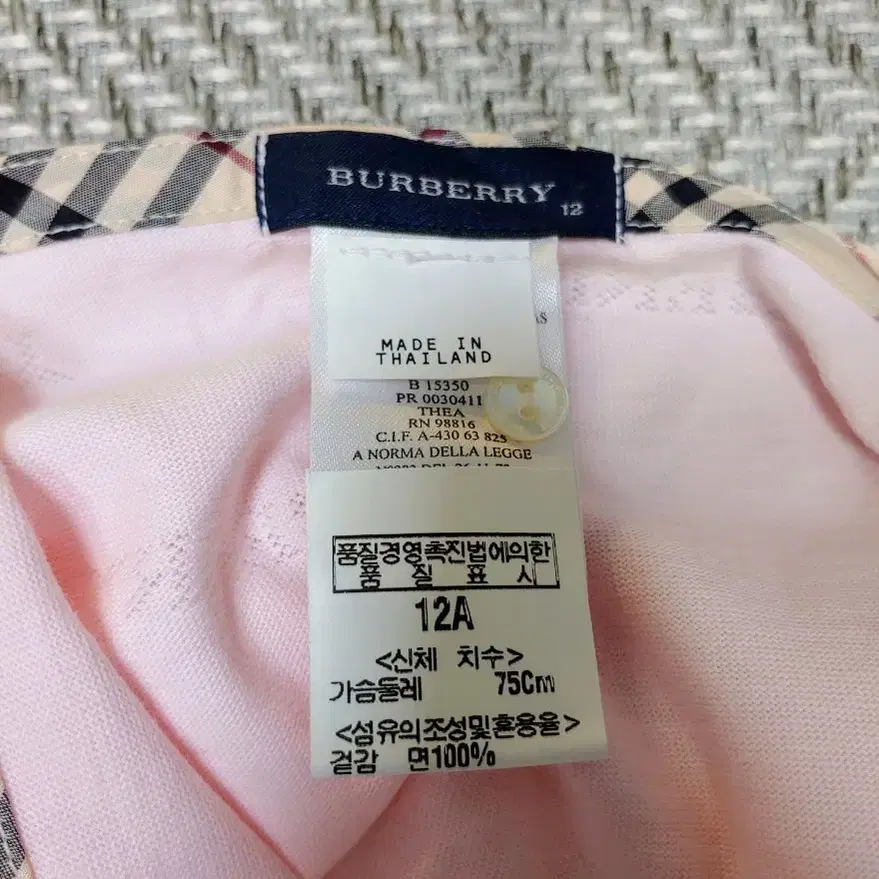 BURBERRY
12
AS
MADE IN
THAILAND
B 15350
PR 0030411
THEA
RN 98816
C.I.F. A-430 63 825
A NORMA DELLA LEGGE
품질경영촉진법에의한
품 실 표 시
12A
<신체 치수>
가슴둘레 75Cm
<섬유의조성및혼용율>
겉감 면100%